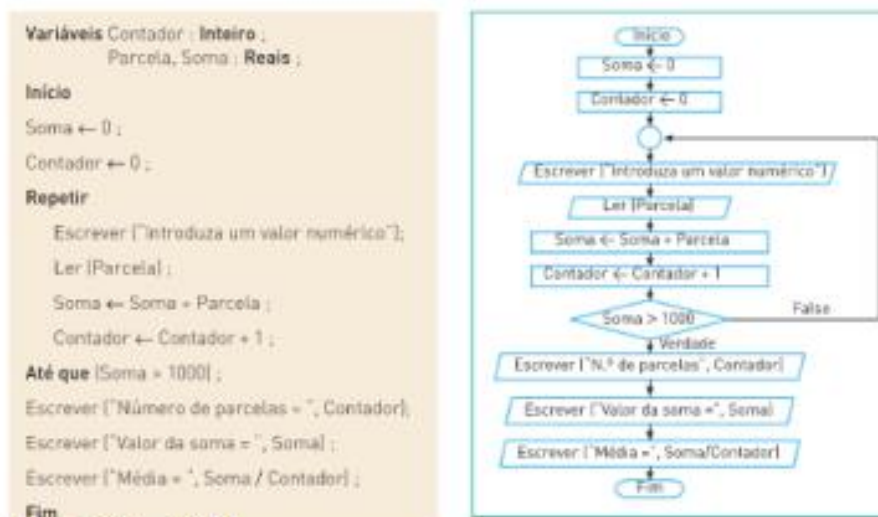 Variáveis Contador : Inteiro ;
Parcela, Soma : Reais ;
Início
Soma ← 0 ;
Contador ← 0 ;
Repetir
Escrever ("Introduza um valor numérico");
Ler (Parcela) ;
Soma ← Soma + Parcela ;
Contador ← Contador + 1 ;
Até que (Soma > 1000) ;
Escrever ("Número de parcelas = ", Contador);
Escrever ("Valor da soma = ", Soma) ;
Escrever ("Média = ", Soma / Contador) ;
Fim
Início
Soma ← 0
Contador ← 0
Escrever ("Introduza um valor numérico")
Ler (Parcela)
Soma ← Soma + Parcela
Contador ← Contador + 1
Soma > 1000
False
Verdade
Escrever ("N.º de parcelas", Contador)
Escrever ("Valor da soma =", Soma)
Escrever ("Média =", Soma/Contador)
Fim